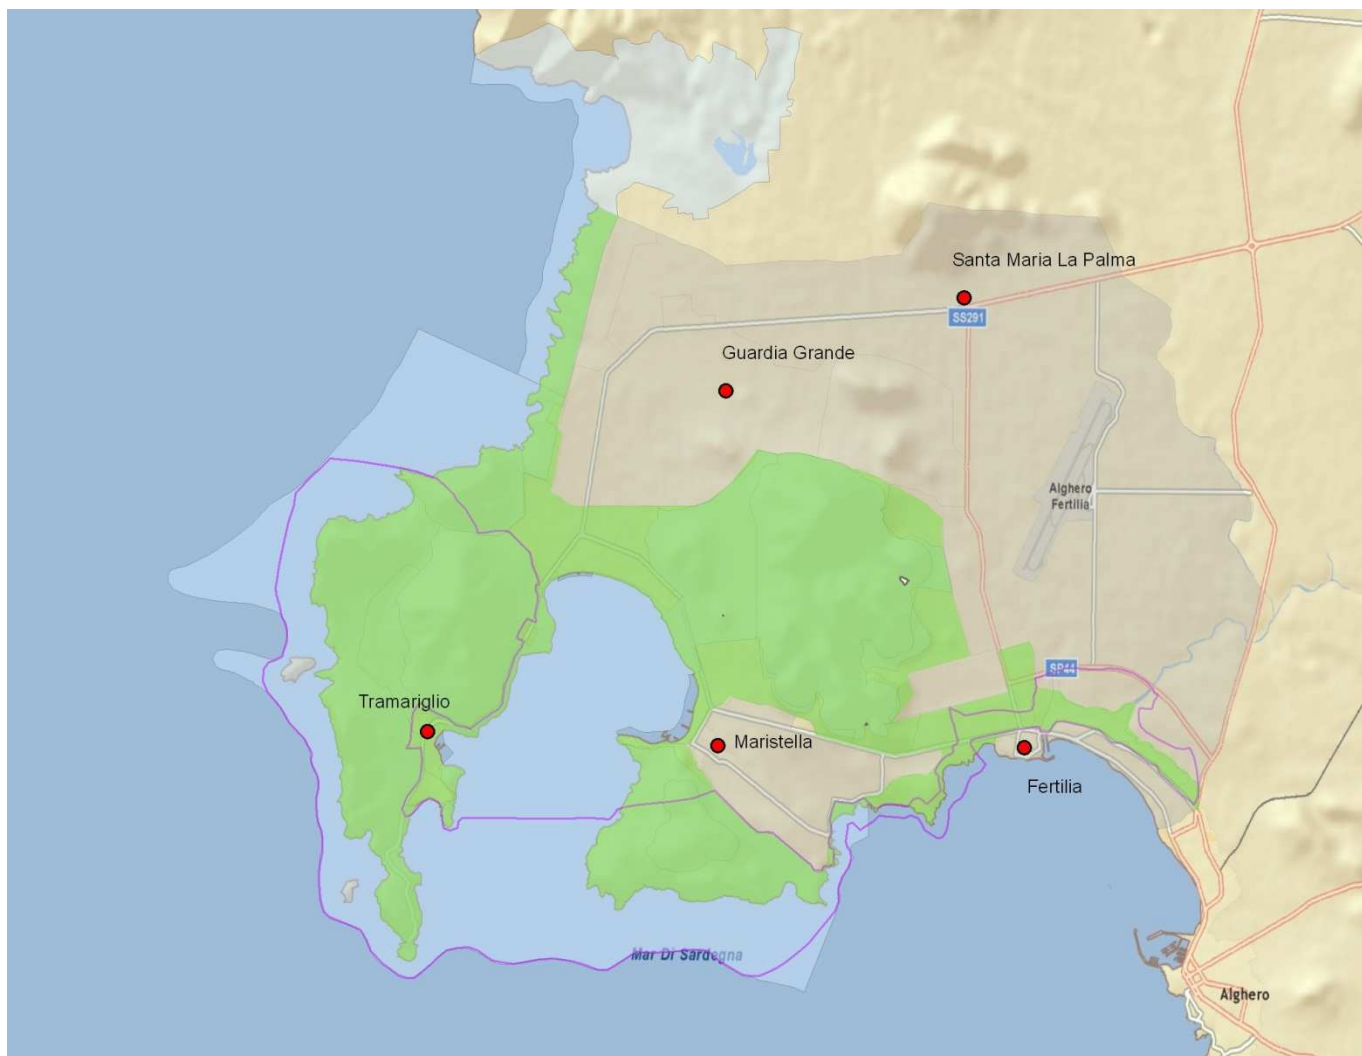 Santa Maria La Palma
SS291
Guardia Grande
Alghero
Fertilia
SP44
Tramariglio
Maristella
Fertilia
Mar Di Sardegna
Alghero